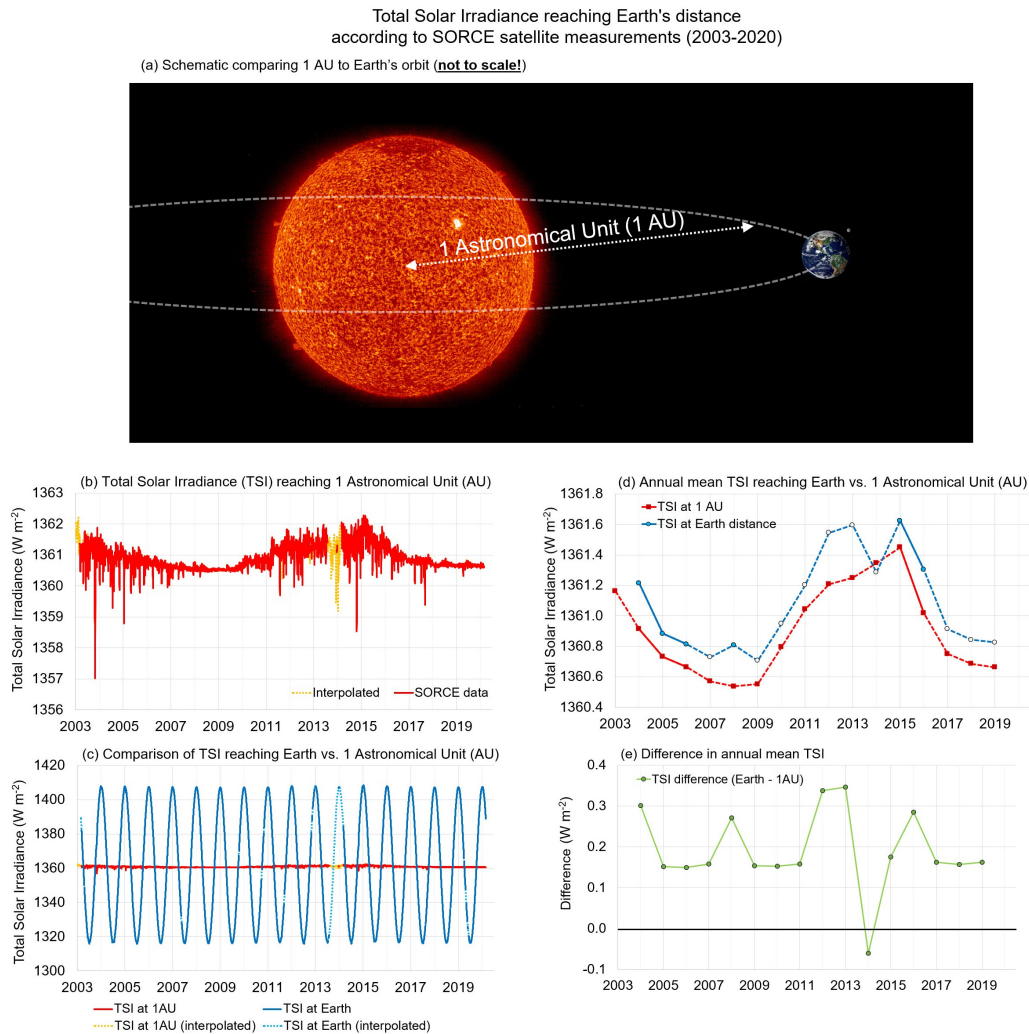 Total Solar Irradiance reaching Earth's distance
according to SORCE satellite measurements (2003-2020)
(a) Schematic comparing 1 AU to Earth's orbit (not to scale!)
1 Astronomical Unit (1 AU)
(b) Total Solar Irradiance (TSI) reaching 1 Astronomical Unit (AU)
Total Solar Irradiance (W m-2)
1363
1362
1361
1360
1359
1358
1357
1356
Interpolated
SORCE data
2003 2005 2007 2009 2011 2013 2015 2017 2019
(d) Annual mean TSI reaching Earth vs. 1 Astronomical Unit (AU)
Total Solar Irradiance (W m-2)
1361.8
1361.6
1361.4
1361.2
1361.0
1360.8
1360.6
1360.4
TSI at 1 AU
TSI at Earth distance
2003 2005 2007 2009 2011 2013 2015 2017 2019
(c) Comparison of TSI reaching Earth vs. 1 Astronomical Unit (AU)
Total Solar Irradiance (W m-2)
1420
1400
1380
1360
1340
1320
1300
2003 2005 2007 2009 2011 2013 2015 2017 2019
TSI at 1AU
TSI at Earth
TSI at 1AU (interpolated)
TSI at Earth (interpolated)
(e) Difference in annual mean TSI
Difference (W m-2)
0.4
0.3
0.2
0.1
0.0
-0.1
TSI difference (Earth - 1AU)
2003 2005 2007 2009 2011 2013 2015 2017 2019